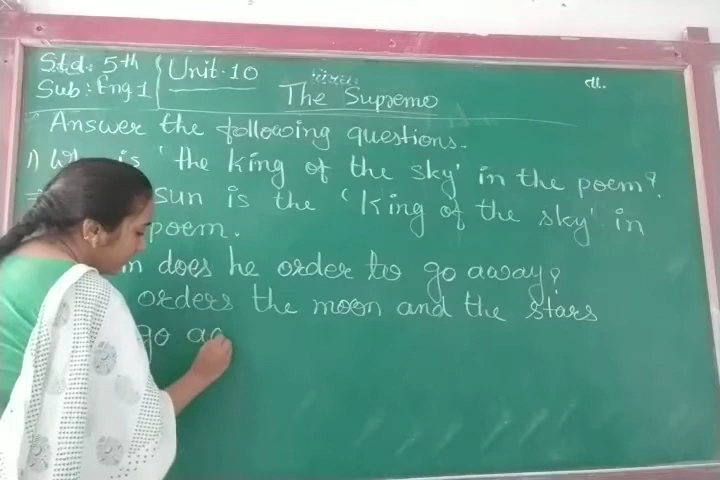 Std: 5th
Sub: Eng 1
Unit-10
The Supremo
તા.
Answer the following questions.
1) is 'the king of the sky' in the poem?
⇒ sun is the 'king of the sky' in
poem.
does he order to go away?
orders the moon and the stars
go